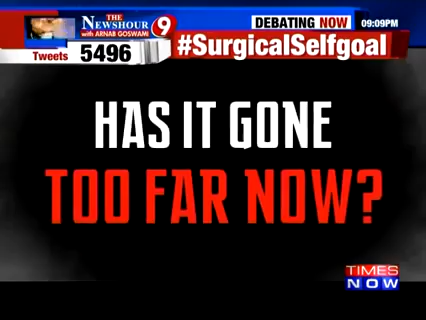 THE
NEWSHOUR
WITH ARNAB GOSWAMI
9
DEBATING NOW
09:09PM
Tweets
5496
#SurgicalSelfgoal
HAS IT GONE
TOO FAR NOW?
TIMES
NOW